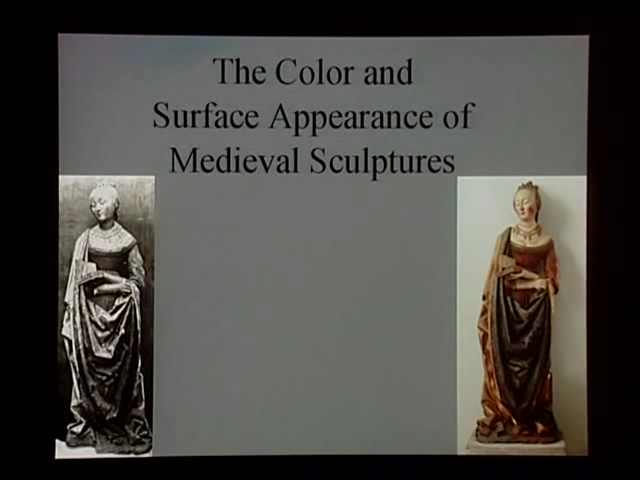 The Color and
Surface Appearance of
Medieval Sculptures